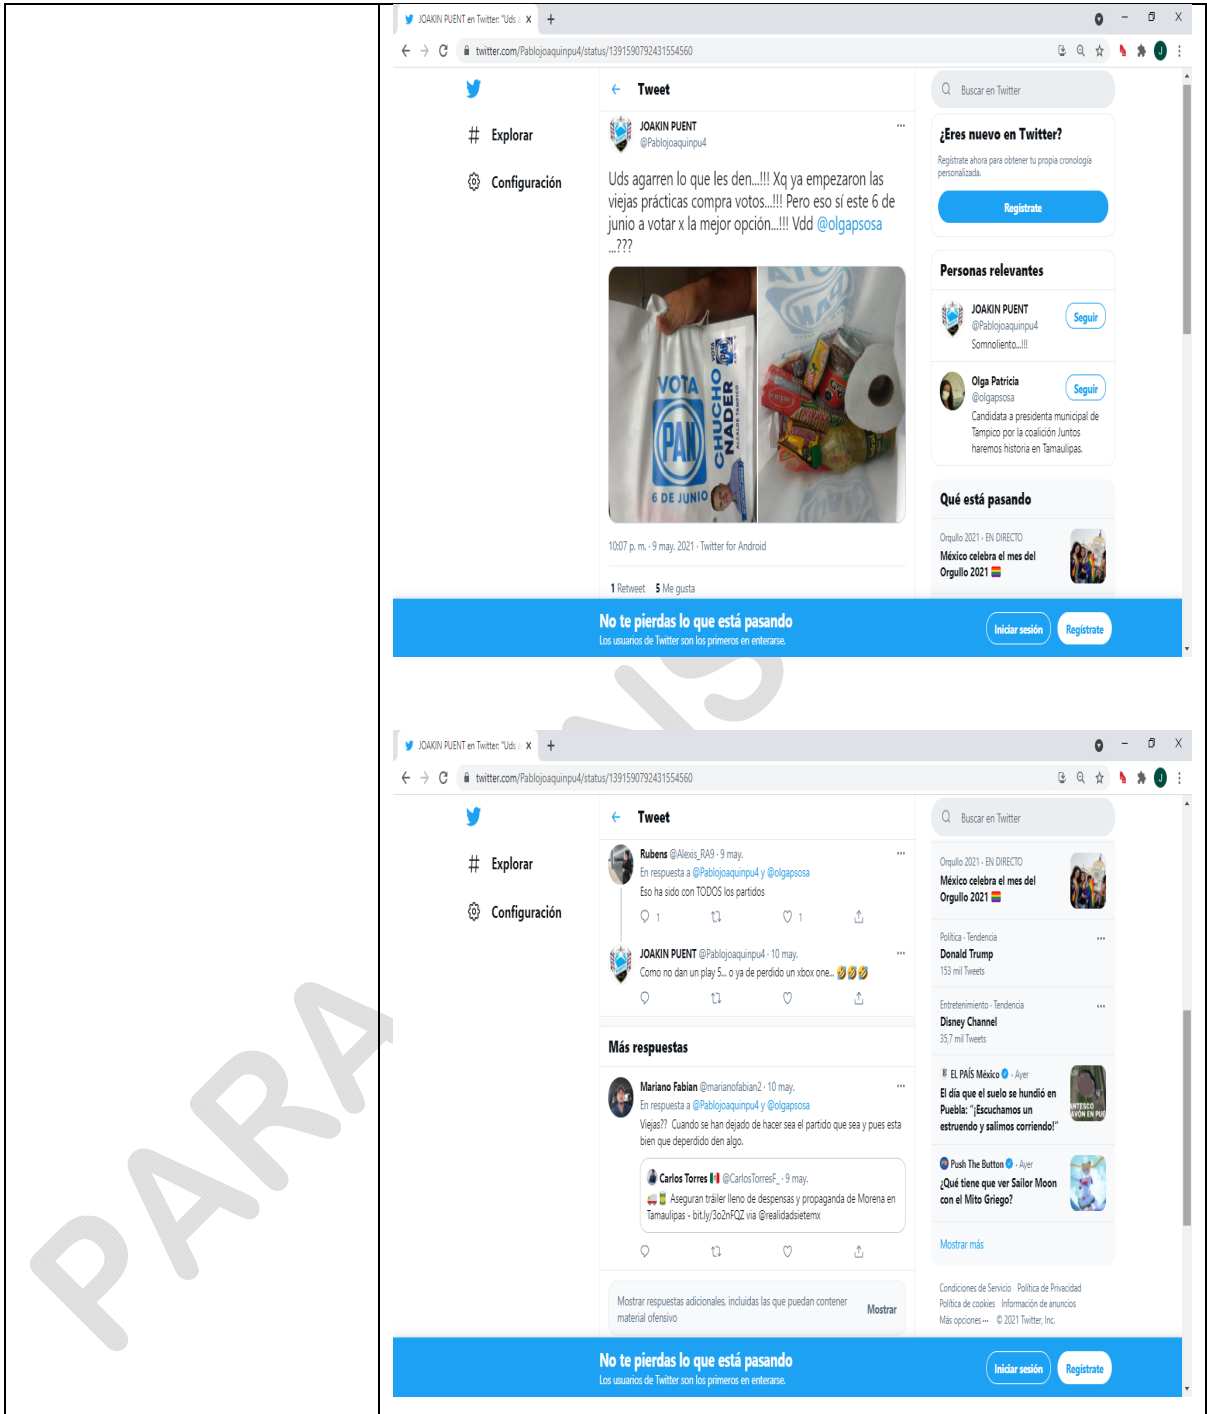 JOAKIN PUENT en Twitter: "Uds a
twitter.com/Pablojoaquinpu4/status/1391590792431554560
Explorar
Configuración
Tweet
JOAKIN PUENT
@Pablojoaquinpu4
Uds agarren lo que les den...!!! Xq ya empezaron las
viejas prácticas compra votos...!!! Pero eso sí este 6 de
junio a votar x la mejor opción...!!! Vdd @olgapsosa
...???
VOTA
PAN
6 DE JUNIO
CHUCHO
NADER
ALCALDE TAMPICO
VOTA
PAN
10:07 p. m. · 9 may. 2021 · Twitter for Android
1 Retweet 5 Me gusta
Buscar en Twitter
¿Eres nuevo en Twitter?
Regístrate ahora para obtener tu propia cronología
personalizada.
Regístrate
Personas relevantes
JOAKIN PUENT
@Pablojoaquinpu4
Somnoliento...!!!
Seguir
Olga Patricia
@olgapsosa
Seguir
Candidata a presidenta municipal de
Tampico por la coalición Juntos
haremos historia en Tamaulipas.
Qué está pasando
Orgullo 2021 · EN DIRECTO
México celebra el mes del
Orgullo 2021
No te pierdas lo que está pasando
Los usuarios de Twitter son los primeros en enterarse.
Iniciar sesión
Regístrate
JOAKIN PUENT en Twitter: "Uds a
twitter.com/Pablojoaquinpu4/status/1391590792431554560
Explorar
Configuración
Tweet
Rubens @Alexis_RA9 · 9 may.
En respuesta a @Pablojoaquinpu4 y @olgapsosa
Eso ha sido con TODOS los partidos
1 1
JOAKIN PUENT @Pablojoaquinpu4 · 10 may.
Como no dan un play 5... o ya de perdido un xbox one... 🤣🤣🤣
Más respuestas
Mariano Fabian @marianofabian2 · 10 may.
En respuesta a @Pablojoaquinpu4 y @olgapsosa
Viejas?? Cuando se han dejado de hacer sea el partido que sea y pues esta
bien que deperdido den algo.
Carlos Torres @CarlosTorresF_ · 9 may.
Aseguran tráiler lleno de despensas y propaganda de Morena en
Tamaulipas - bit.ly/3o2nFQZ via @realidadsietemx
Mostrar respuestas adicionales, incluidas las que puedan contener
material ofensivo
Mostrar
Buscar en Twitter
Orgullo 2021 · EN DIRECTO
México celebra el mes del
Orgullo 2021
Política · Tendencia
Donald Trump
153 mil Tweets
Entretenimiento · Tendencia
Disney Channel
35,7 mil Tweets
EL PAÍS México · Ayer
El día que el suelo se hundió en
Puebla: "¡Escuchamos un
estruendo y salimos corriendo!"
Push The Button · Ayer
¿Qué tiene que ver Sailor Moon
con el Mito Griego?
Mostrar más
Condiciones de Servicio Política de Privacidad
Política de cookies Información de anuncios
Más opciones ··· © 2021 Twitter, Inc.
No te pierdas lo que está pasando
Los usuarios de Twitter son los primeros en enterarse.
Iniciar sesión
Regístrate
PARA